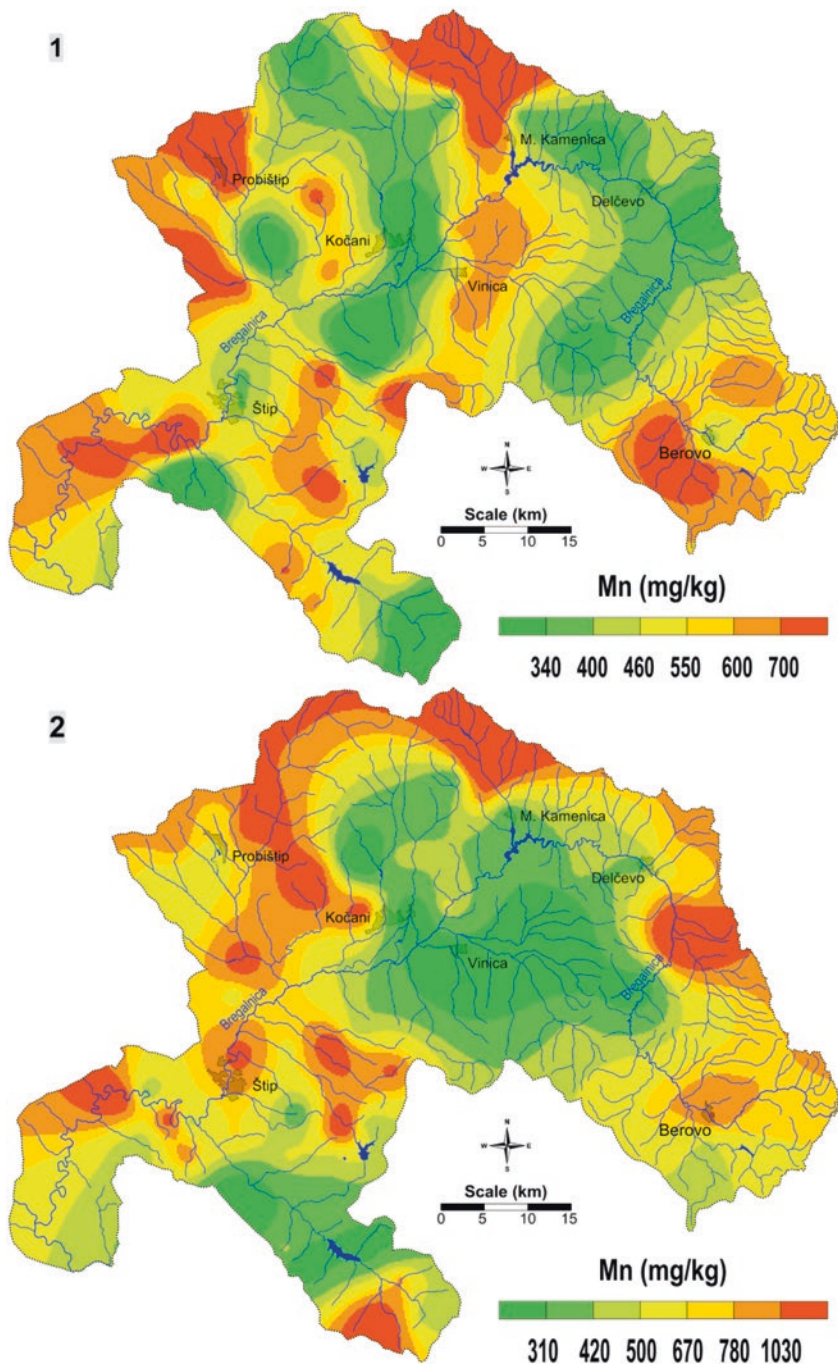 1
M. Kamenica
Probištip
Delčevo
Kočani
Vinica
Bregalnica
Bregalnica
Štip
Berovo
N
W E
S
Scale (km)
0 5 10 15
Mn (mg/kg)
340 400 460 550 600 700
2
M. Kamenica
Probištip
Delčevo
Kočani
Vinica
Bregalnica
Bregalnica
Štip
Berovo
N
W E
S
Scale (km)
0 5 10 15
Mn (mg/kg)
310 420 500 670 780 1030